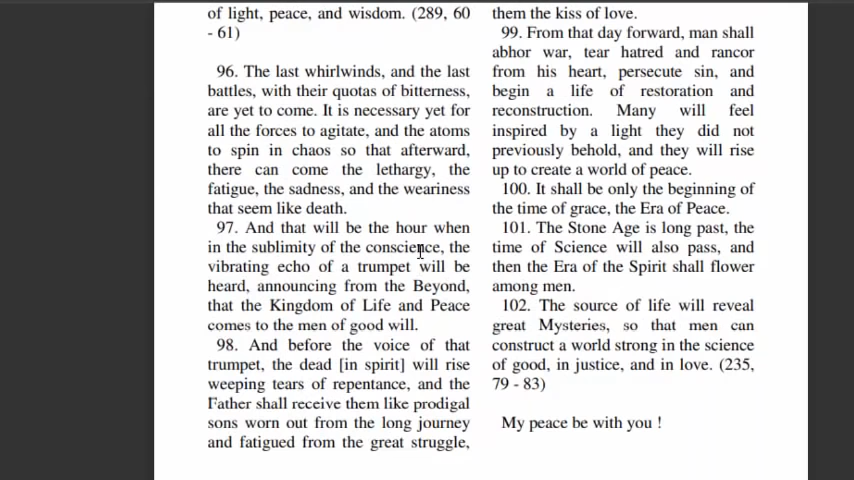 of light, peace, and wisdom. (289, 60
- 61)
96. The last whirlwinds, and the last
battles, with their quotas of bitterness,
are yet to come. It is necessary yet for
all the forces to agitate, and the atoms
to spin in chaos so that afterward,
there can come the lethargy, the
fatigue, the sadness, and the weariness
that seem like death.
97. And that will be the hour when
in the sublimity of the conscience, the
vibrating echo of a trumpet will be
heard, announcing from the Beyond,
that the Kingdom of Life and Peace
comes to the men of good will.
98. And before the voice of that
trumpet, the dead [in spirit] will rise
weeping tears of repentance, and the
Father shall receive them like prodigal
sons worn out from the long journey
and fatigued from the great struggle,
them the kiss of love.
99. From that day forward, man shall
abhor war, tear hatred and rancor
from his heart, persecute sin, and
begin a life of restoration and
reconstruction. Many will feel
inspired by a light they did not
previously behold, and they will rise
up to create a world of peace.
100. It shall be only the beginning of
the time of grace, the Era of Peace.
101. The Stone Age is long past, the
time of Science will also pass, and
then the Era of the Spirit shall flower
among men.
102. The source of life will reveal
great Mysteries, so that men can
construct a world strong in the science
of good, in justice, and in love. (235,
79 - 83)
My peace be with you !